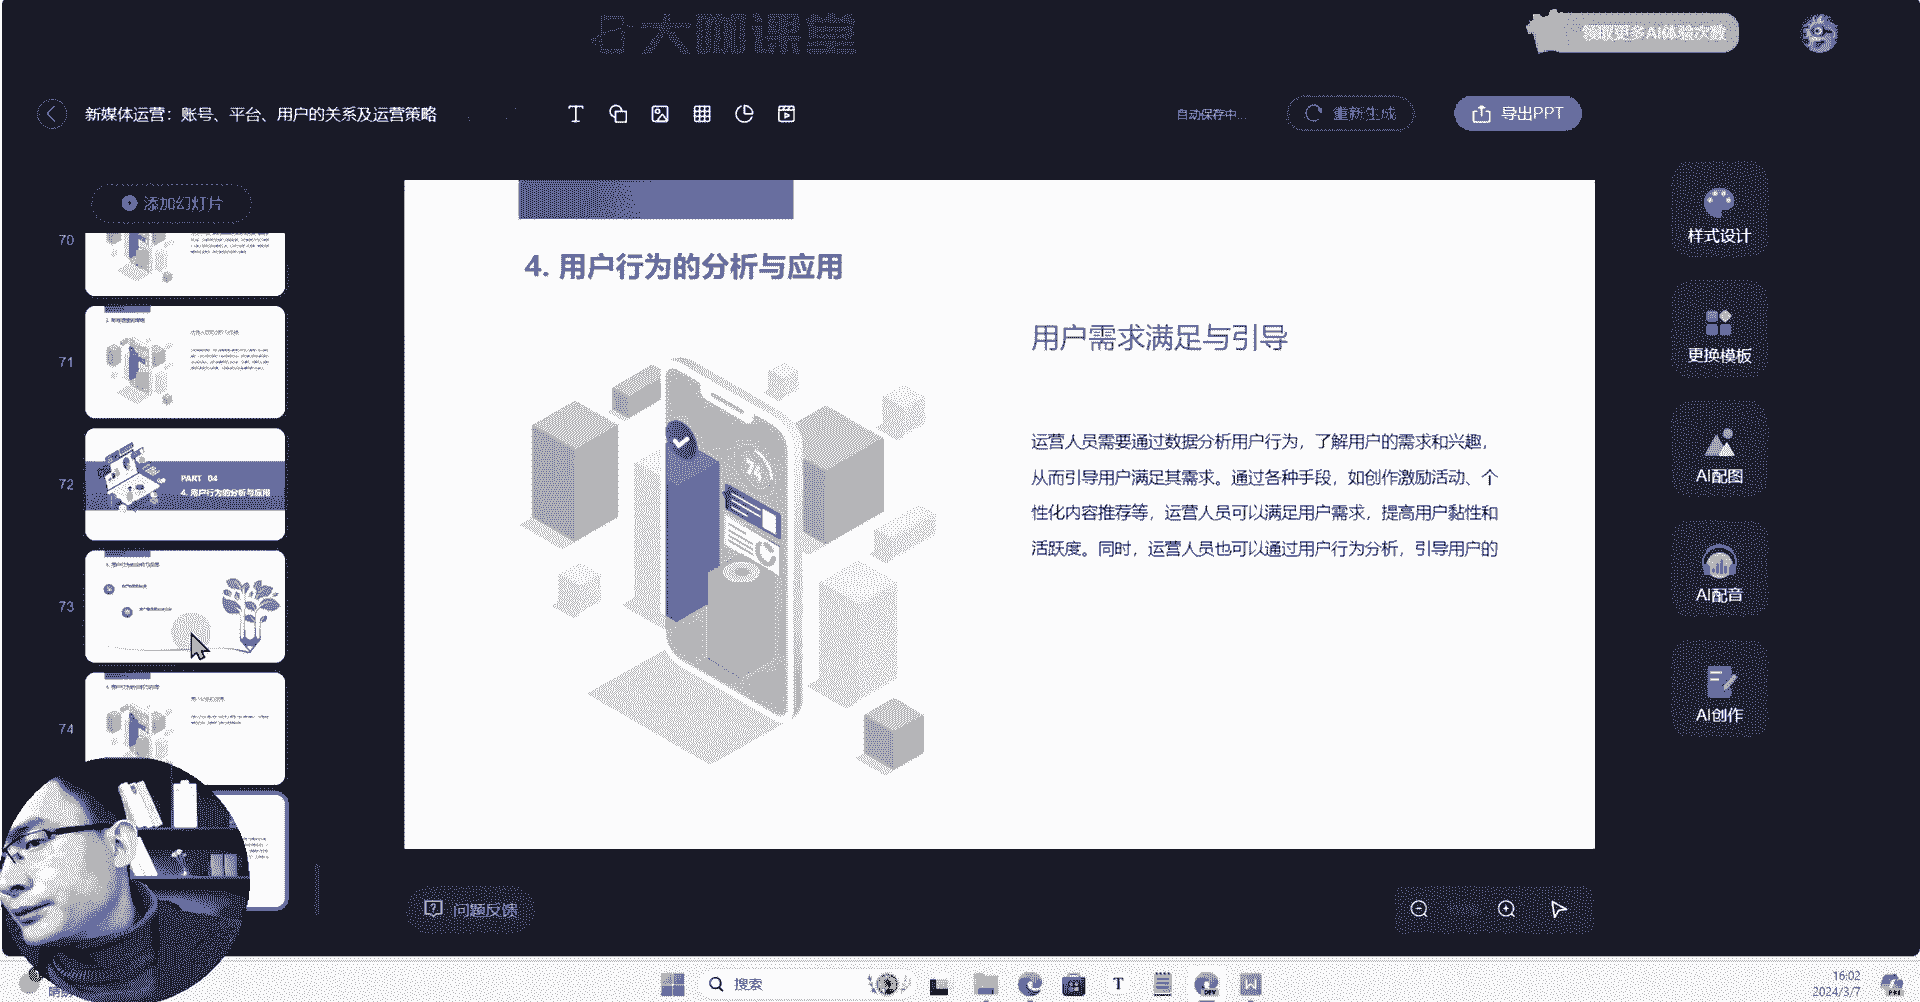 大咖课堂
领取更多AI体验次数
新媒体运营：账号、平台、用户的关系及运营策略
自动保存中...
重新生成
导出PPT
添加幻灯片
70
71
72
PART 04
4. 用户行为的分析与应用
73
74
4. 用户行为的分析与应用
用户需求满足与引导
运营人员需要通过数据分析用户行为，了解用户的需求和兴趣，
从而引导用户满足其需求。通过各种手段，如创作激励活动、个
性化内容推荐等，运营人员可以满足用户需求，提高用户黏性和
活跃度。同时，运营人员也可以通过用户行为分析，引导用户的
样式设计
更换模板
AI配图
AI配音
AI创作
问题反馈
搜索
16:02
2024/3/7